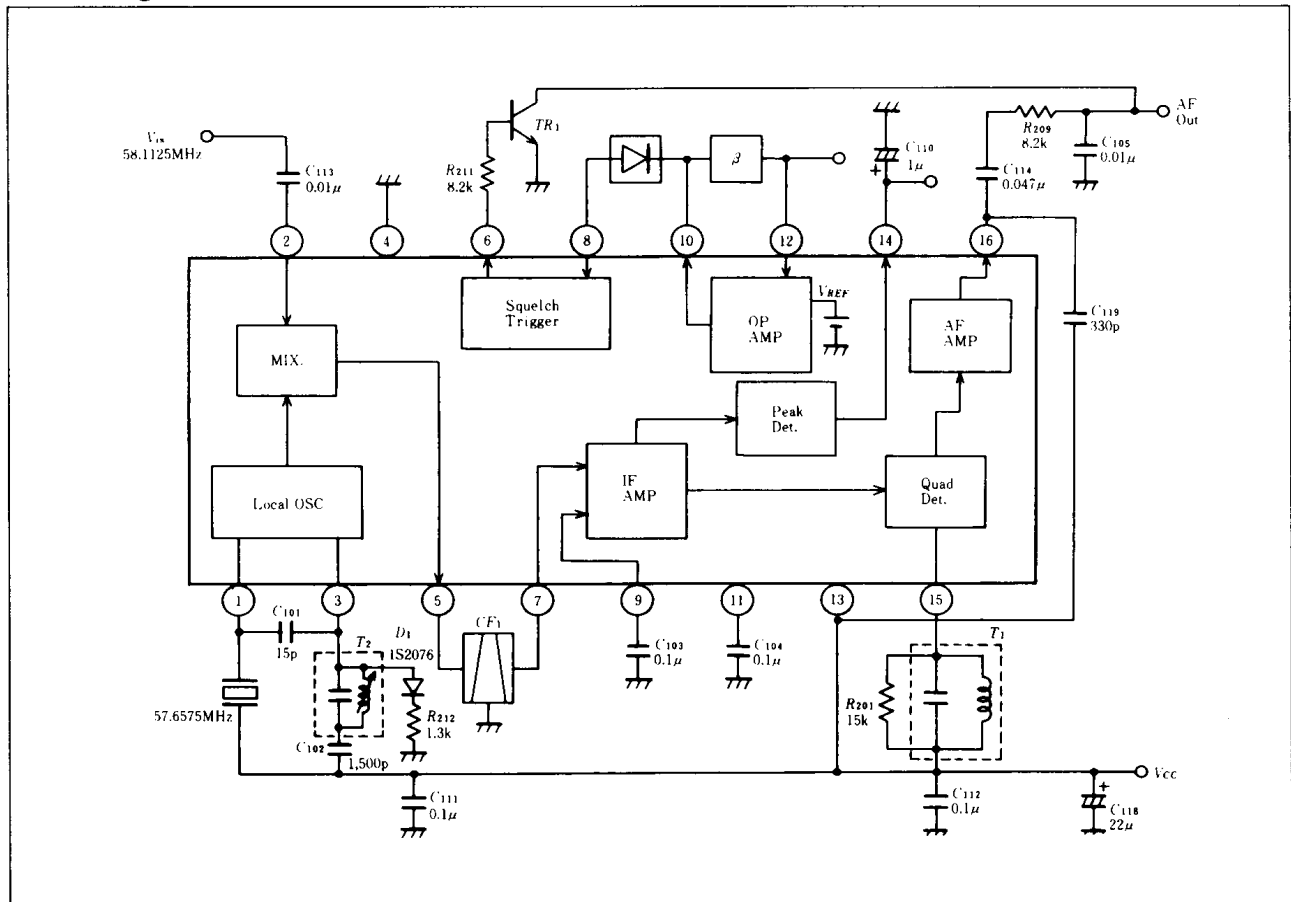 AF
Out
TR1
R209
8.2k
C105
0.01μ
C110
1μ
C114
0.047μ
VIN
58.1125MHz
C113
0.01μ
R211
8.2k
β
2
4
6
8
10
12
14
16
Squelch
Trigger
OP
AMP
VREF
AF
AMP
C119
330p
MIX.
Peak
Det.
IF
AMP
Quad
Det.
Local OSC
1
3
5
7
9
11
13
15
C101
15p
T2
D1
1S2076
CF1
C103
0.1μ
C104
0.1μ
T1
57.6575MHz
R212
1.3k
R201
15k
C102
1,500p
VCC
C111
0.1μ
C112
0.1μ
C118
22μ